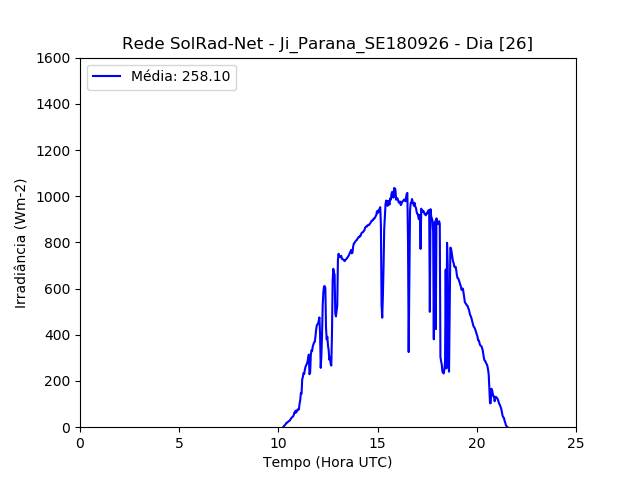 Rede SolRad-Net - Ji_Parana_SE180926 - Dia [26]
Média: 258.10
Irradiância (Wm-2)
1600
1400
1200
1000
800
600
400
200
0
0 5 10 15 20 25
Tempo (Hora UTC)